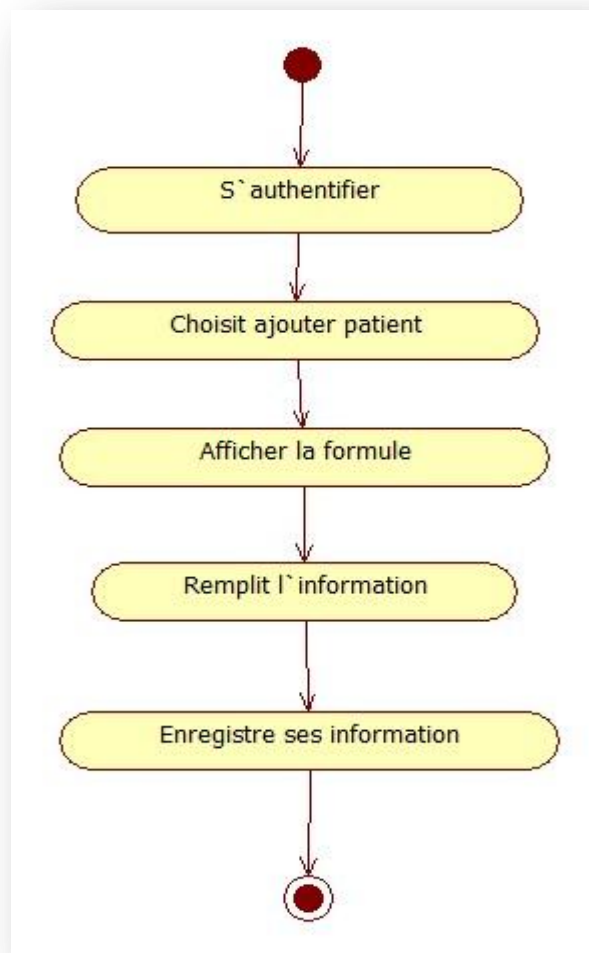 S`authentifier
Choisit ajouter patient
Afficher la formule
Remplit l`information
Enregistre ses information